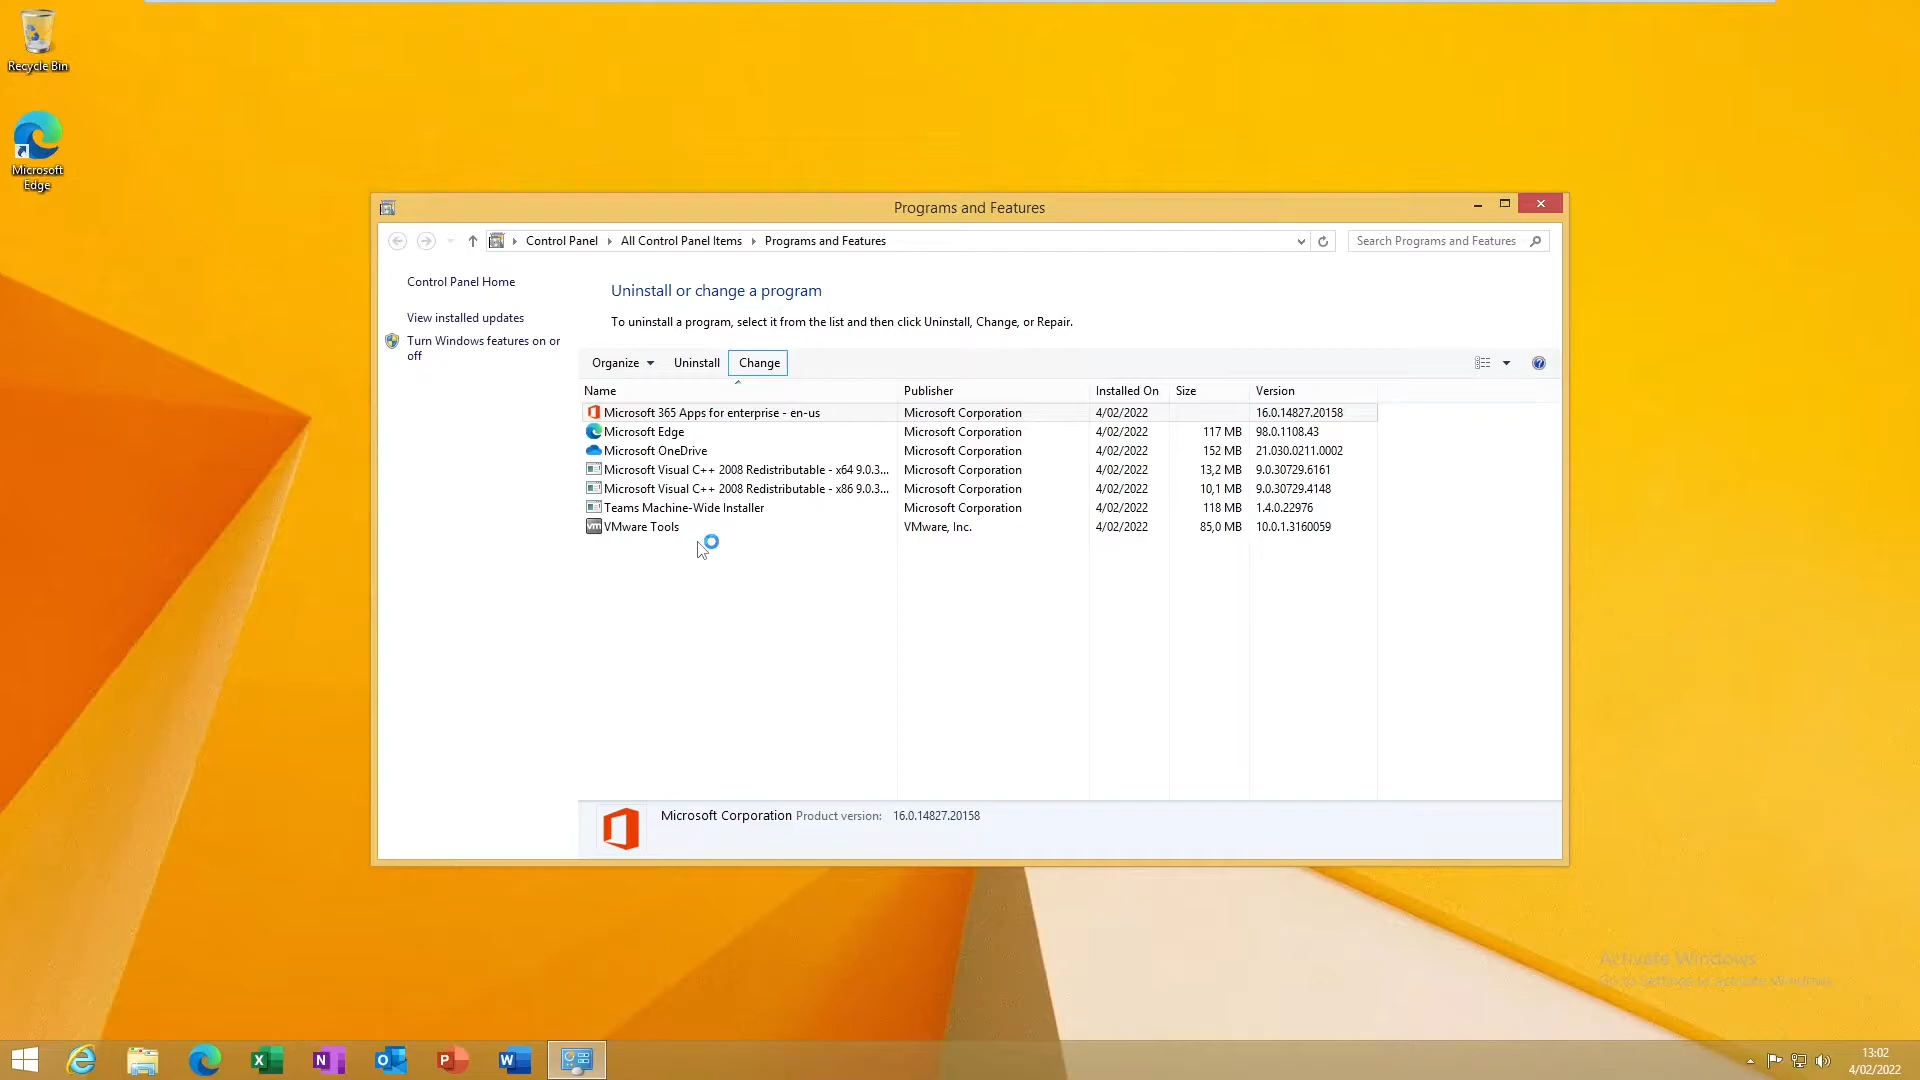 Recycle Bin
Microsoft
Edge
Programs and Features
Control Panel
All Control Panel Items
Programs and Features
Search Programs and Features
Control Panel Home
View installed updates
Turn Windows features on or
off
Uninstall or change a program
To uninstall a program, select it from the list and then click Uninstall, Change, or Repair.
Organize Uninstall Change
Name Publisher Installed On Size Version
Microsoft 365 Apps for enterprise - en-us Microsoft Corporation 4/02/2022 16.0.14827.20158
Microsoft Edge Microsoft Corporation 4/02/2022 117 MB 98.0.1108.43
Microsoft OneDrive Microsoft Corporation 4/02/2022 152 MB 21.030.0211.0002
Microsoft Visual C++ 2008 Redistributable - x64 9.0.3... Microsoft Corporation 4/02/2022 13,2 MB 9.0.30729.6161
Microsoft Visual C++ 2008 Redistributable - x86 9.0.3... Microsoft Corporation 4/02/2022 10,1 MB 9.0.30729.4148
Teams Machine-Wide Installer Microsoft Corporation 4/02/2022 118 MB 1.4.0.22976
VMware Tools VMware, Inc. 4/02/2022 85,0 MB 10.0.1.3160059
Microsoft Corporation Product version: 16.0.14827.20158
Activate Windows
Go to Settings to activate Windows.
13:02
4/02/2022